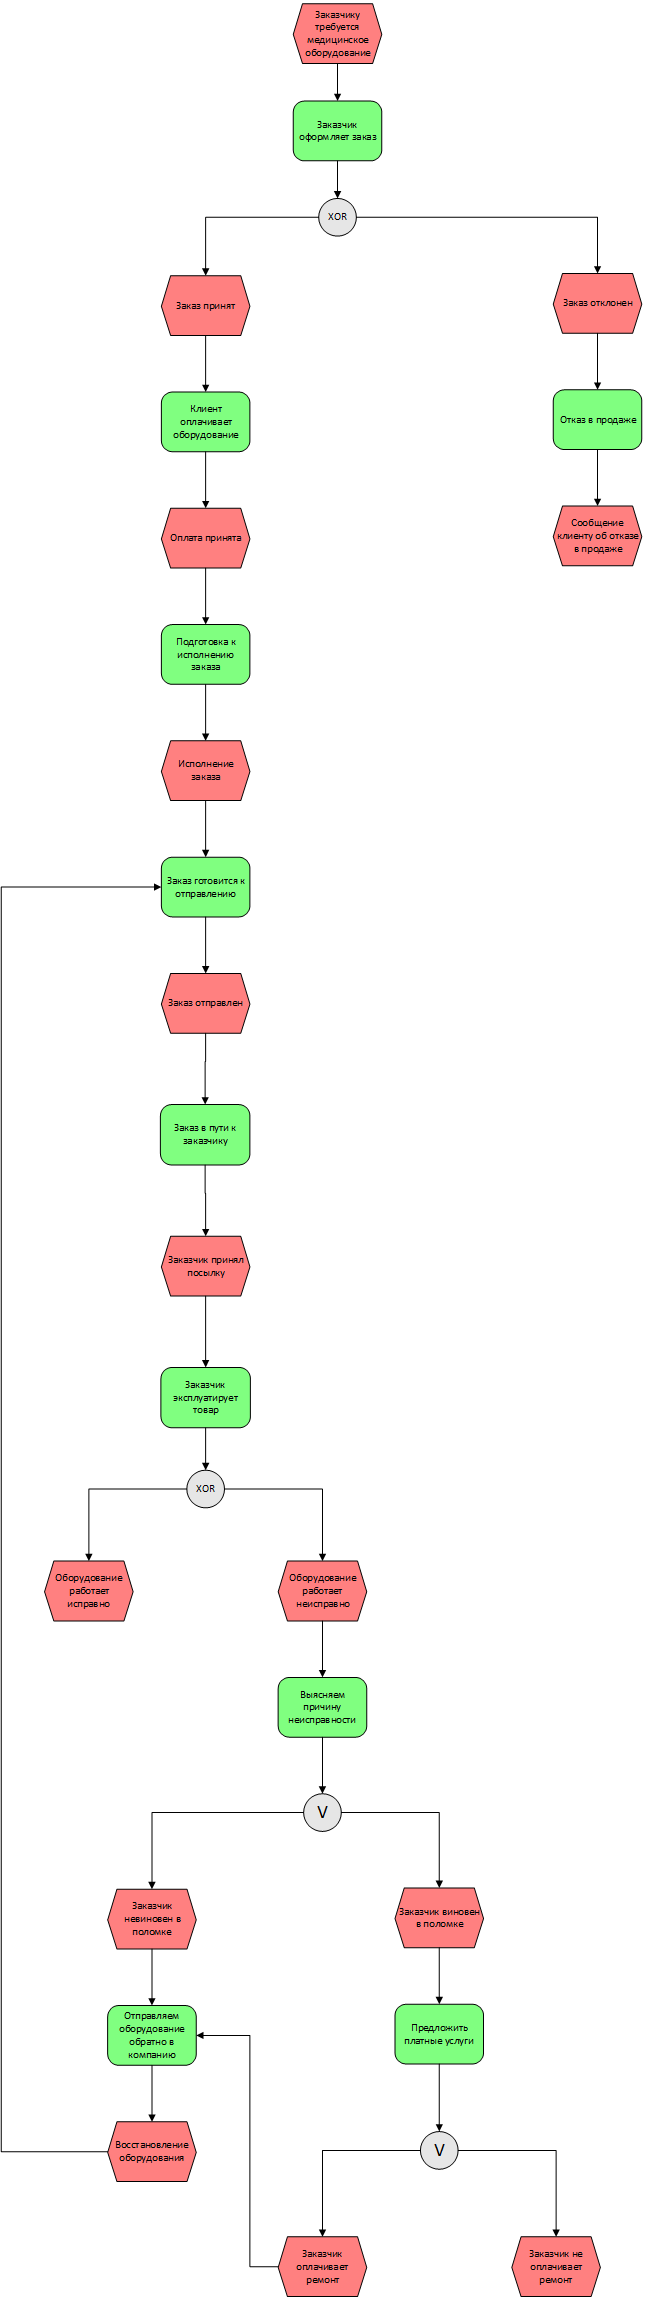 Заказчику
требуется
медицинское
оборудование
Заказчик
оформляет заказ
XOR
Заказ принят
Заказ отклонен
Клиент
оплачивает
оборудование
Отказ в продаже
Оплата принята
Сообщение
клиенту об отказе
в продаже
Подготовка к
исполнению
заказа
Исполнение
заказа
Заказ готовится к
отправлению
Заказ отправлен
Заказ в пути к
заказчику
Заказчик принял
посылку
Заказчик
эксплуатирует
товар
XOR
Оборудование
работает
исправно
Оборудование
работает
неисправно
Выясняем
причину
неисправности
V
Заказчик
невиновен в
поломке
Заказчик виновен
в поломке
Отправляем
оборудование
обратно в
компанию
Предложить
платные услуги
Восстановление
оборудования
V
Заказчик
оплачивает
ремонт
Заказчик не
оплачивает
ремонт